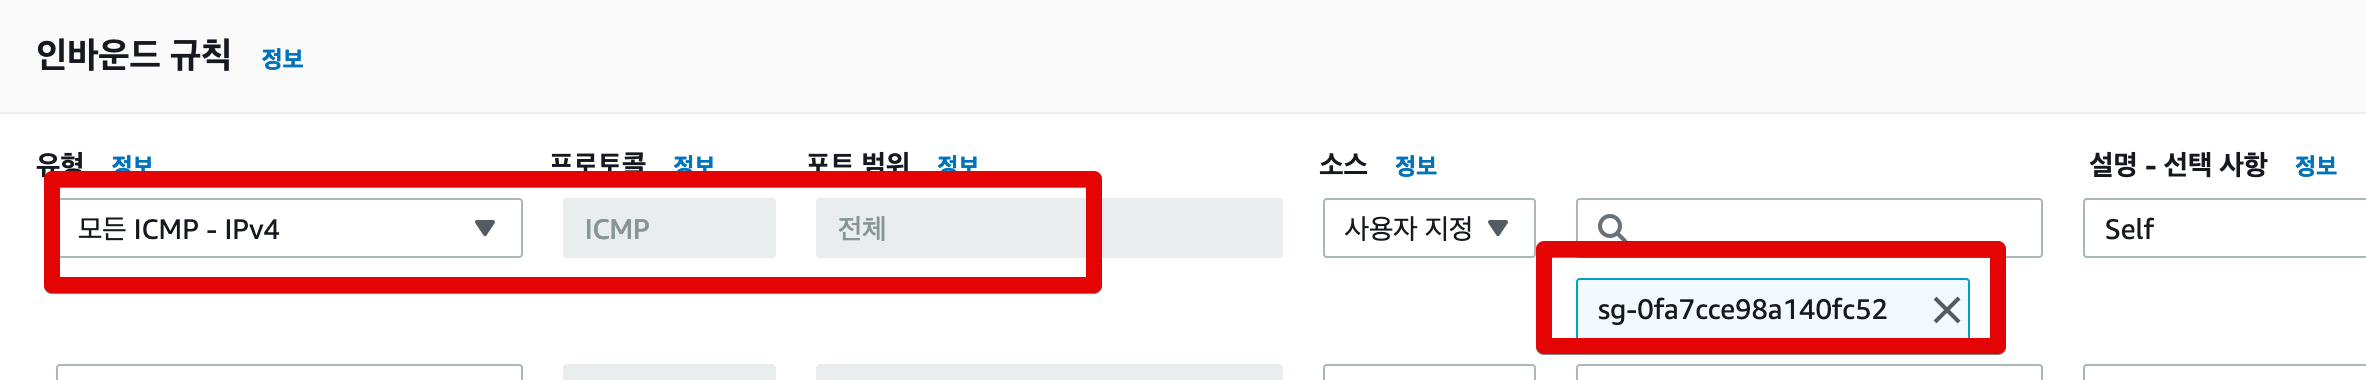 인바운드 규칙 정보
유형 정보 프로토콜 정보 포트 범위 정보 소스 정보 설명 - 선택 사항 정보
모든 ICMP - IPv4 ICMP 전체 사용자 지정 Self
sg-0fa7cce98a140fc52